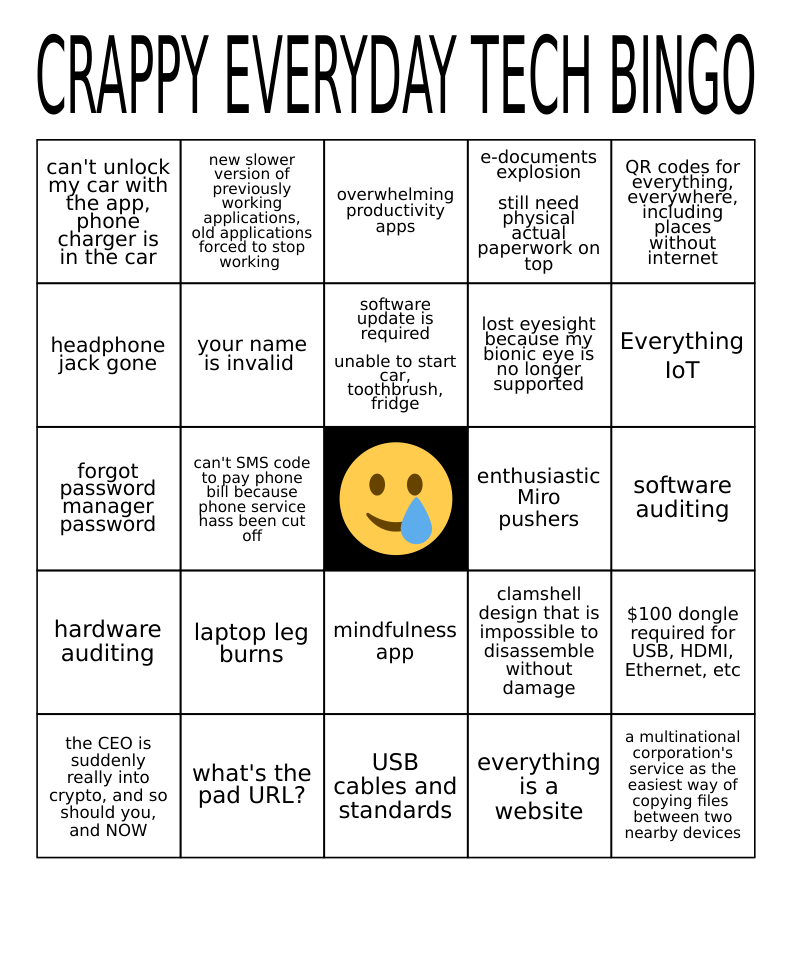 CRAPPY EVERYDAY TECH BINGO
can't unlock
my car with
the app,
phone
charger is
in the car
new slower
version of
previously
working
applications,
old applications
forced to stop
working
overwhelming
productivity
apps
e-documents
explosion
still need
physical
actual
paperwork on
top
QR codes for
everything,
everywhere,
including
places
without
internet
headphone
jack gone
your name
is invalid
software
update is
required
unable to start
car,
toothbrush,
fridge
lost eyesight
because my
bionic eye is
no longer
supported
Everything
IoT
forgot
password
manager
password
can't SMS code
to pay phone
bill because
phone service
hass been cut
off
enthusiastic
Miro
pushers
software
auditing
hardware
auditing
laptop leg
burns
mindfulness
app
clamshell
design that is
impossible to
disassemble
without
damage
$100 dongle
required for
USB, HDMI,
Ethernet, etc
the CEO is
suddenly
really into
crypto, and so
should you,
and NOW
what's the
pad URL?
USB
cables and
standards
everything
is a
website
a multinational
corporation's
service as the
easiest way of
copying files
between two
nearby devices